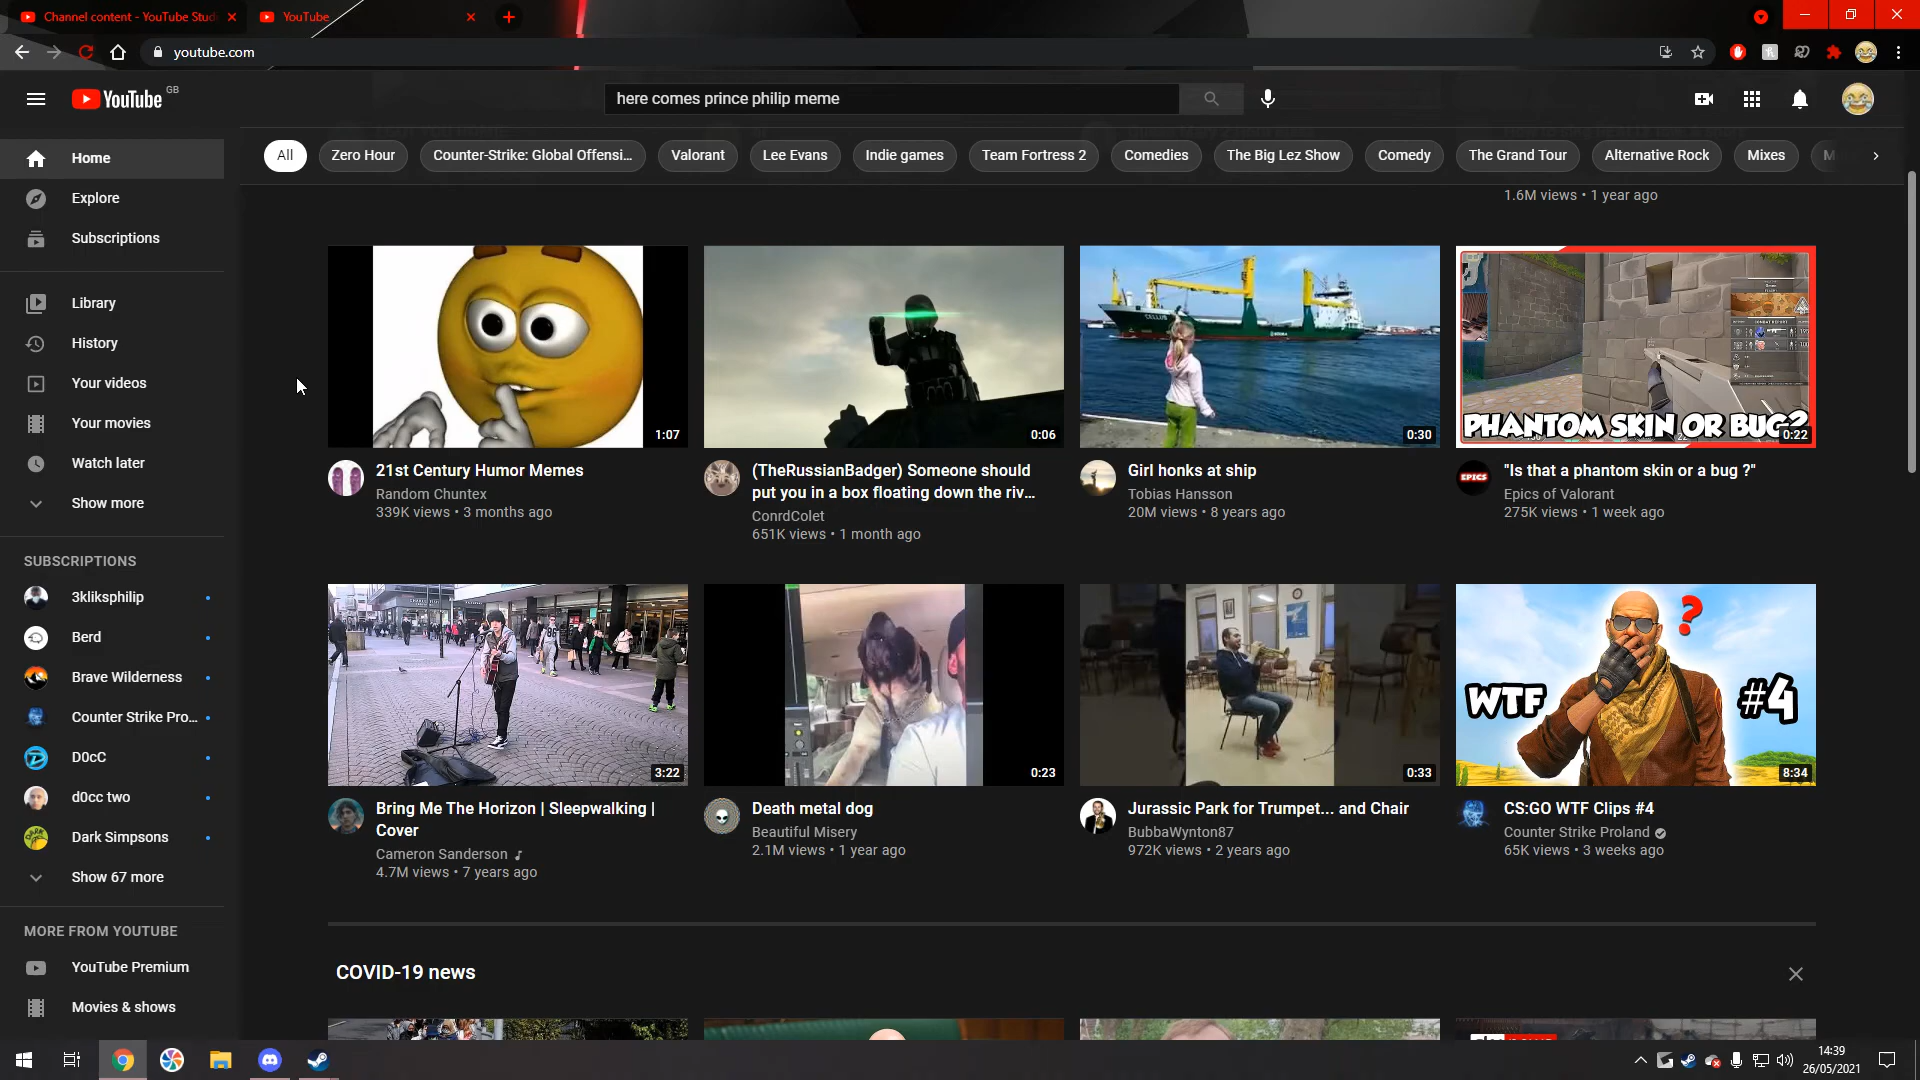 Channel content - YouTube Studi
YouTube
youtube.com
YouTube GB
here comes prince philip meme
All
Zero Hour
Counter-Strike: Global Offensi...
Valorant
Lee Evans
Indie games
Team Fortress 2
Comedies
The Big Lez Show
Comedy
The Grand Tour
Alternative Rock
Mixes
Home
Explore
Subscriptions
Library
History
Your videos
Your movies
Watch later
Show more
SUBSCRIPTIONS
3kliksphilip
Berd
Brave Wilderness
Counter Strike Pro...
D0cC
d0cc two
Dark Simpsons
Show 67 more
MORE FROM YOUTUBE
YouTube Premium
Movies & shows
1.6M views • 1 year ago
1:07
21st Century Humor Memes
Random Chuntex
339K views • 3 months ago
0:06
(TheRussianBadger) Someone should
put you in a box floating down the riv...
ConrdColet
651K views • 1 month ago
CELLUS
0:30
Girl honks at ship
Tobias Hansson
20M views • 8 years ago
PHANTOM SKIN OR BUG?
0:22
EPICS
"Is that a phantom skin or a bug ?"
Epics of Valorant
275K views • 1 week ago
3:22
Bring Me The Horizon | Sleepwalking |
Cover
Cameron Sanderson
4.7M views • 7 years ago
0:23
Death metal dog
Beautiful Misery
2.1M views • 1 year ago
0:33
Jurassic Park for Trumpet... and Chair
BubbaWynton87
972K views • 2 years ago
?
WTF
#4
8:34
CS:GO WTF Clips #4
Counter Strike Proland
65K views • 3 weeks ago
COVID-19 news
14:39
26/05/2021